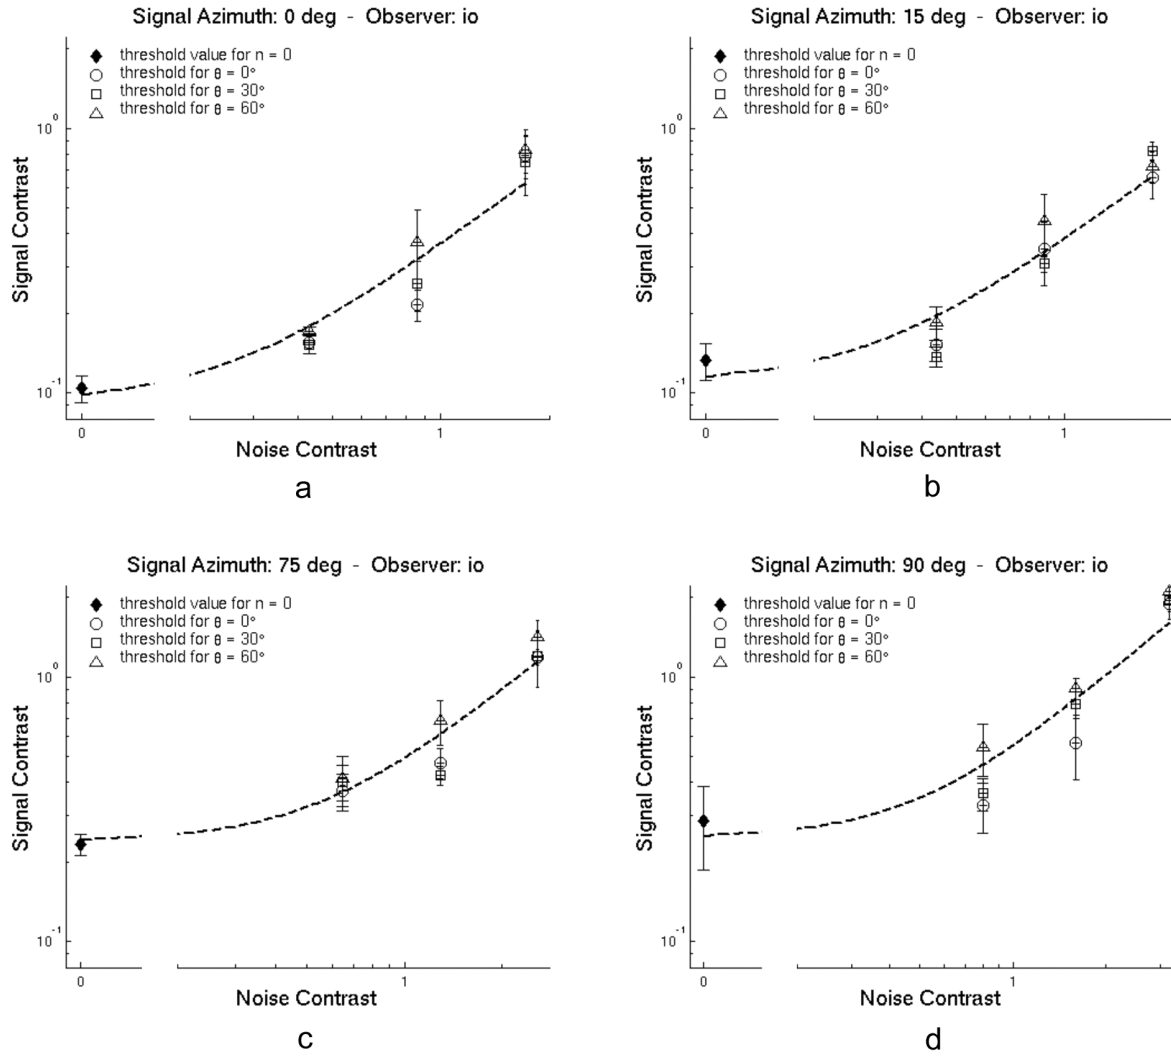 Signal Azimuth: 0 deg - Observer: io
threshold value for n = 0
threshold for θ = 0°
threshold for θ = 30°
threshold for θ = 60°
10⁰
10⁻¹
Signal Contrast
0
1
Noise Contrast
a
Signal Azimuth: 15 deg - Observer: io
threshold value for n = 0
threshold for θ = 0°
threshold for θ = 30°
threshold for θ = 60°
10⁰
10⁻¹
Signal Contrast
0
1
Noise Contrast
b
Signal Azimuth: 75 deg - Observer: io
threshold value for n = 0
threshold for θ = 0°
threshold for θ = 30°
threshold for θ = 60°
10⁰
10⁻¹
Signal Contrast
0
1
Noise Contrast
c
Signal Azimuth: 90 deg - Observer: io
threshold value for n = 0
threshold for θ = 0°
threshold for θ = 30°
threshold for θ = 60°
10⁰
10⁻¹
Signal Contrast
0
1
Noise Contrast
d